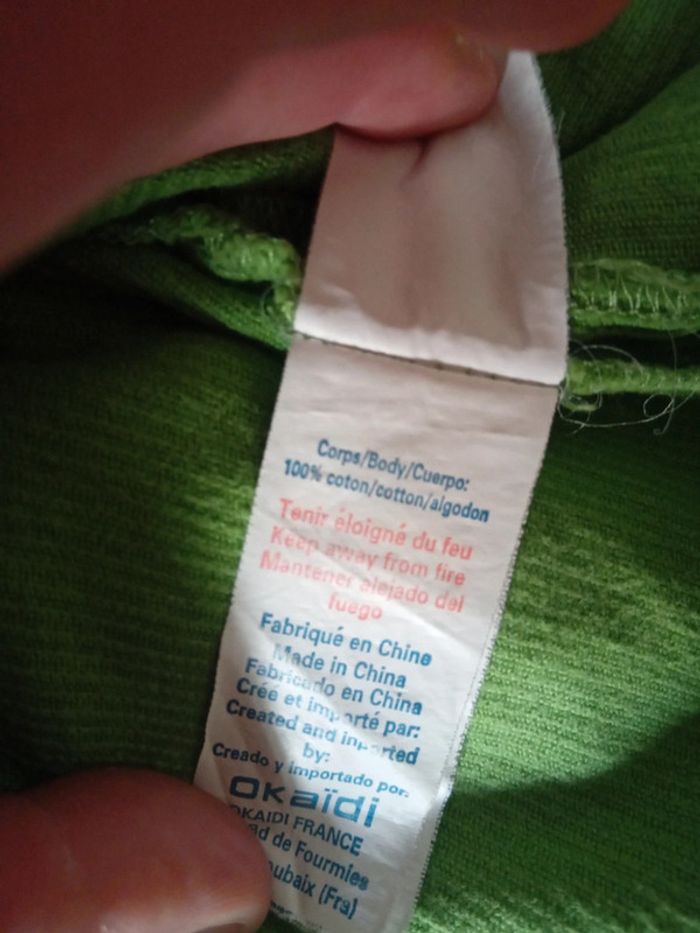 Corps/Body/Cuerpo:
100% coton/cotton/algodon
Tenir éloigné du feu
Keep away from fire
Mantener alejado del
fuego
Fabriqué en Chine
Made in China
Fabricado en China
Créé et importé par:
Created and inported
by:
Creado y importado por:
okaïdi
OKAIDI FRANCE
de Fourmies
(Fra)